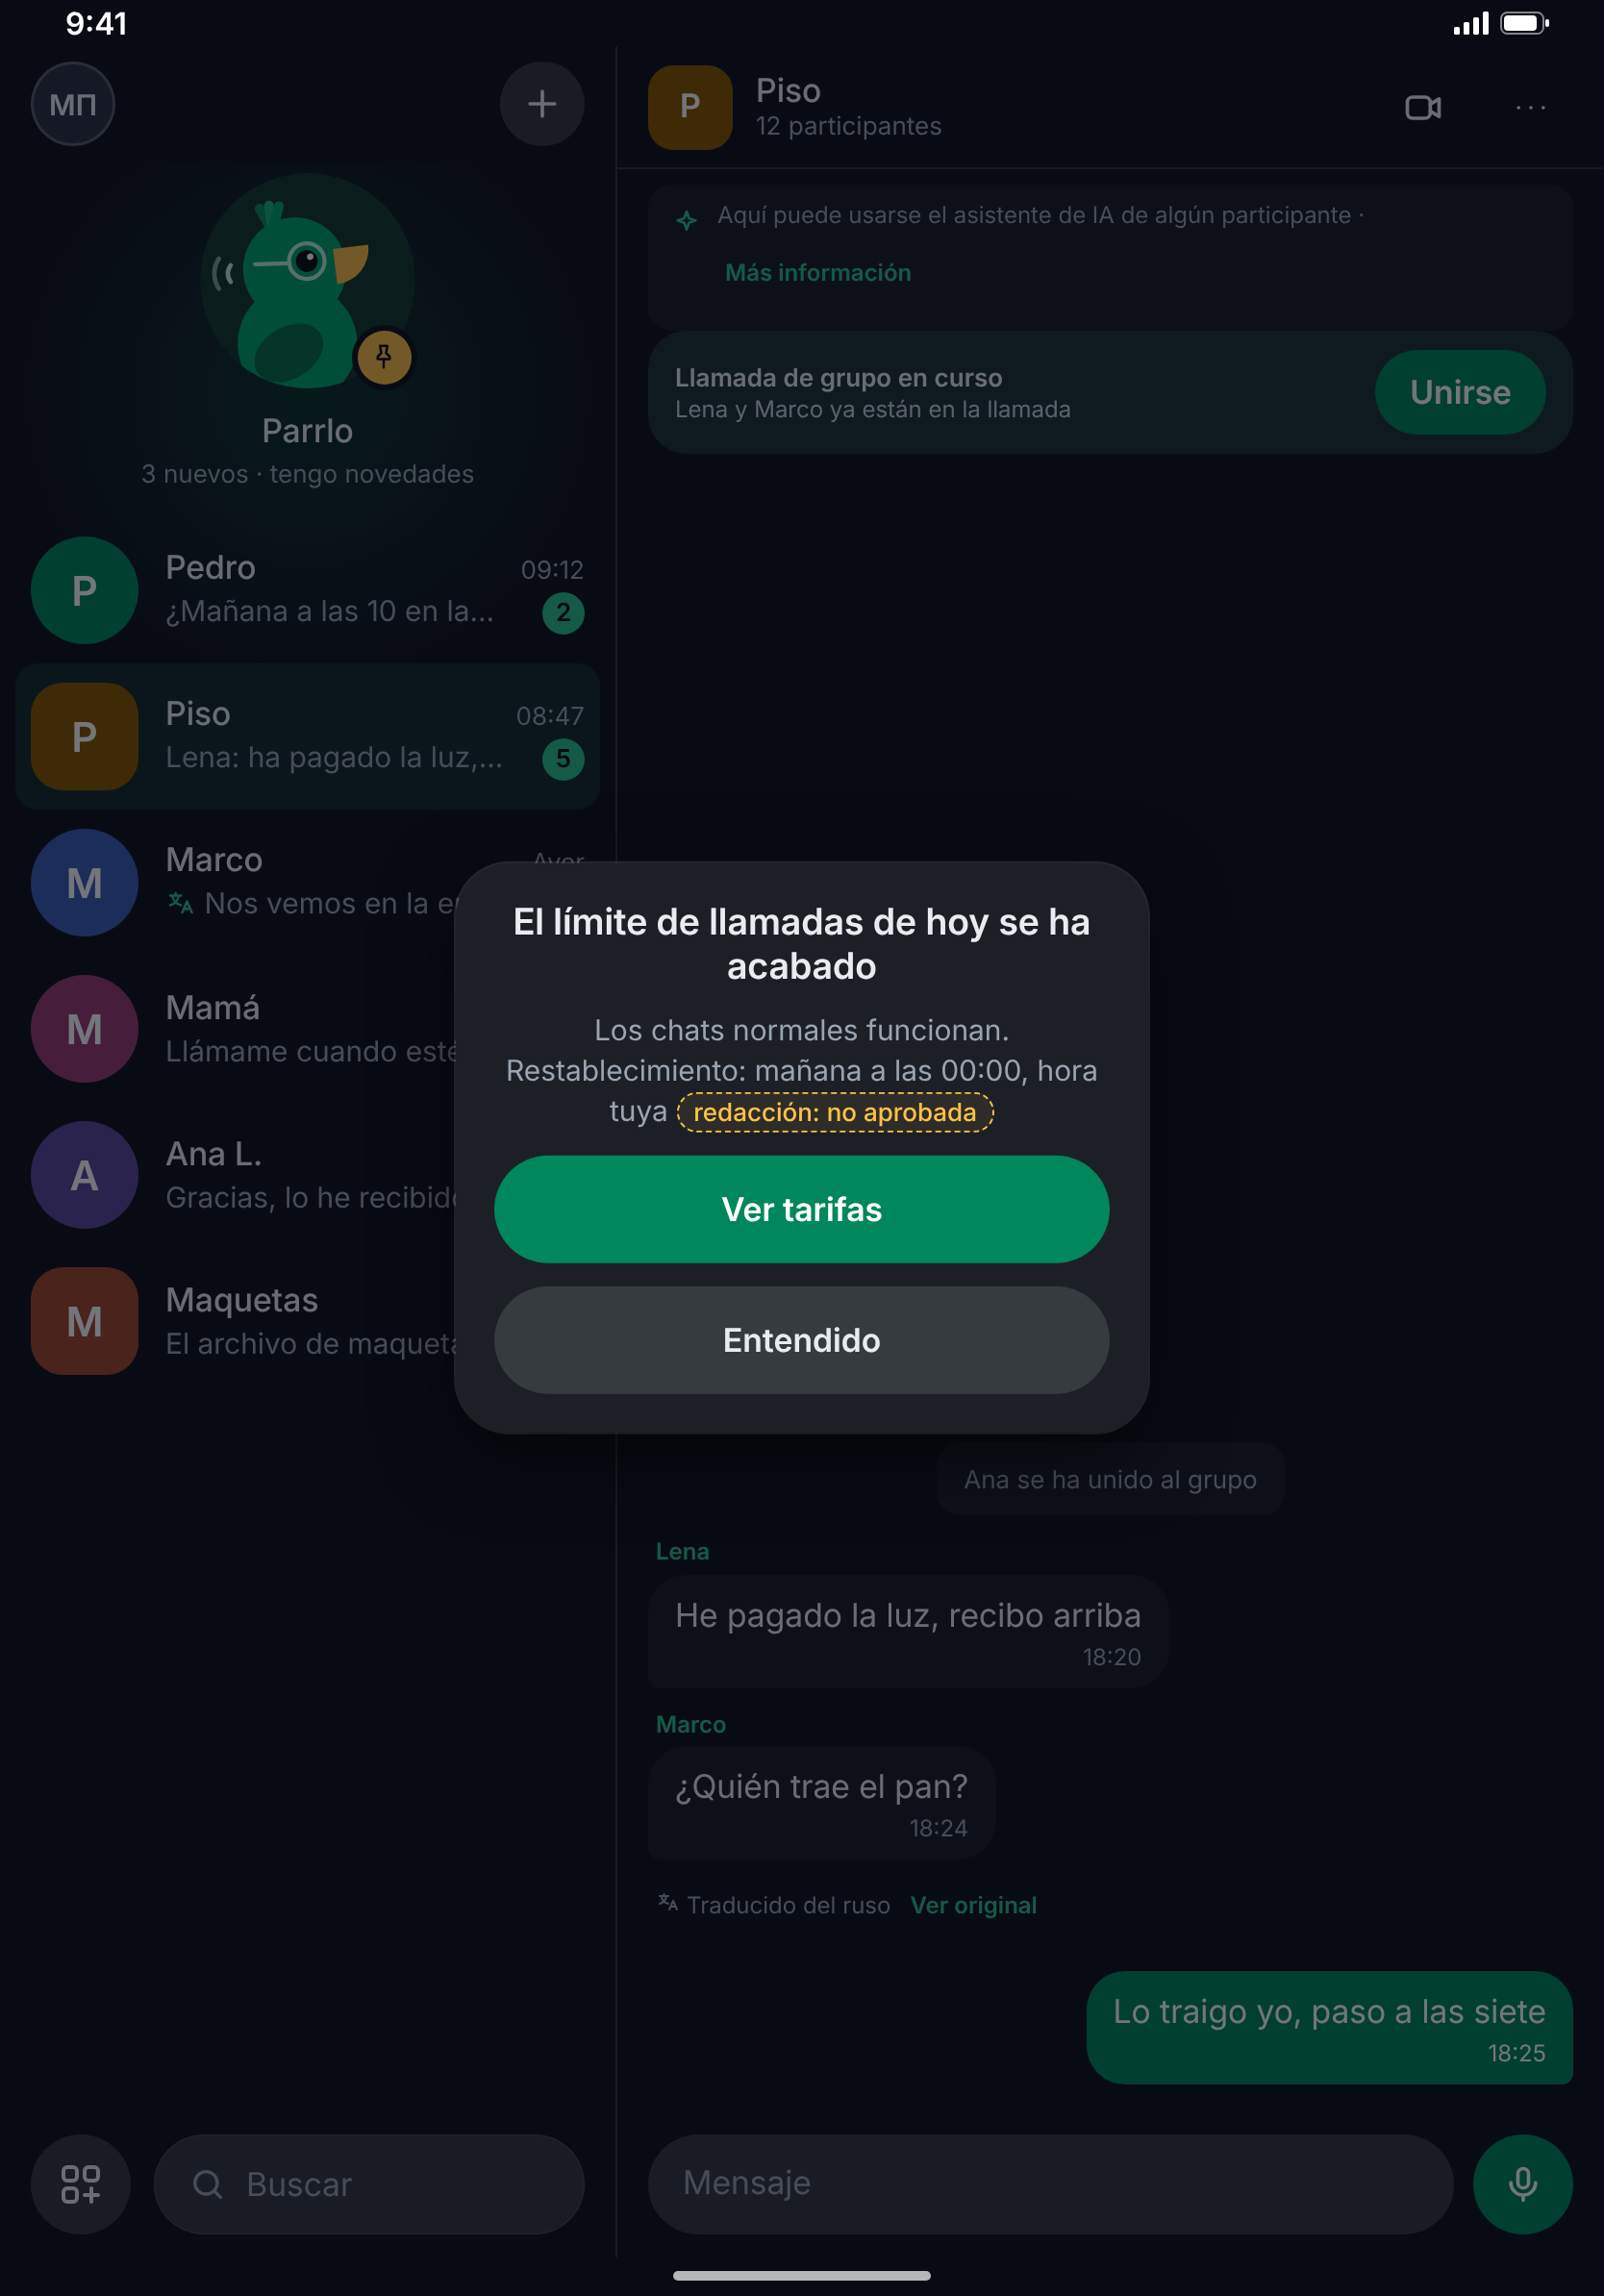 9:41
МП
Parrlo
3 nuevos · tengo novedades
P
Pedro
09:12
¿Mañana a las 10 en la...
2
P
Piso
08:47
Lena: ha pagado la luz,...
5
M
Marco
Ayer
Nos vemos en la e
M
Mamá
Llámame cuando esté
A
Ana L.
Gracias, lo he recibido
M
Maquetas
El archivo de maqueta
Buscar
P
Piso
12 participantes
Aquí puede usarse el asistente de IA de algún participante ·
Más información
Llamada de grupo en curso
Lena y Marco ya están en la llamada
Unirse
El límite de llamadas de hoy se ha
acabado
Los chats normales funcionan.
Restablecimiento: mañana a las 00:00, hora
tuya redacción: no aprobada
Ver tarifas
Entendido
Ana se ha unido al grupo
Lena
He pagado la luz, recibo arriba
18:20
Marco
¿Quién trae el pan?
18:24
Traducido del ruso Ver original
Lo traigo yo, paso a las siete
18:25
Mensaje